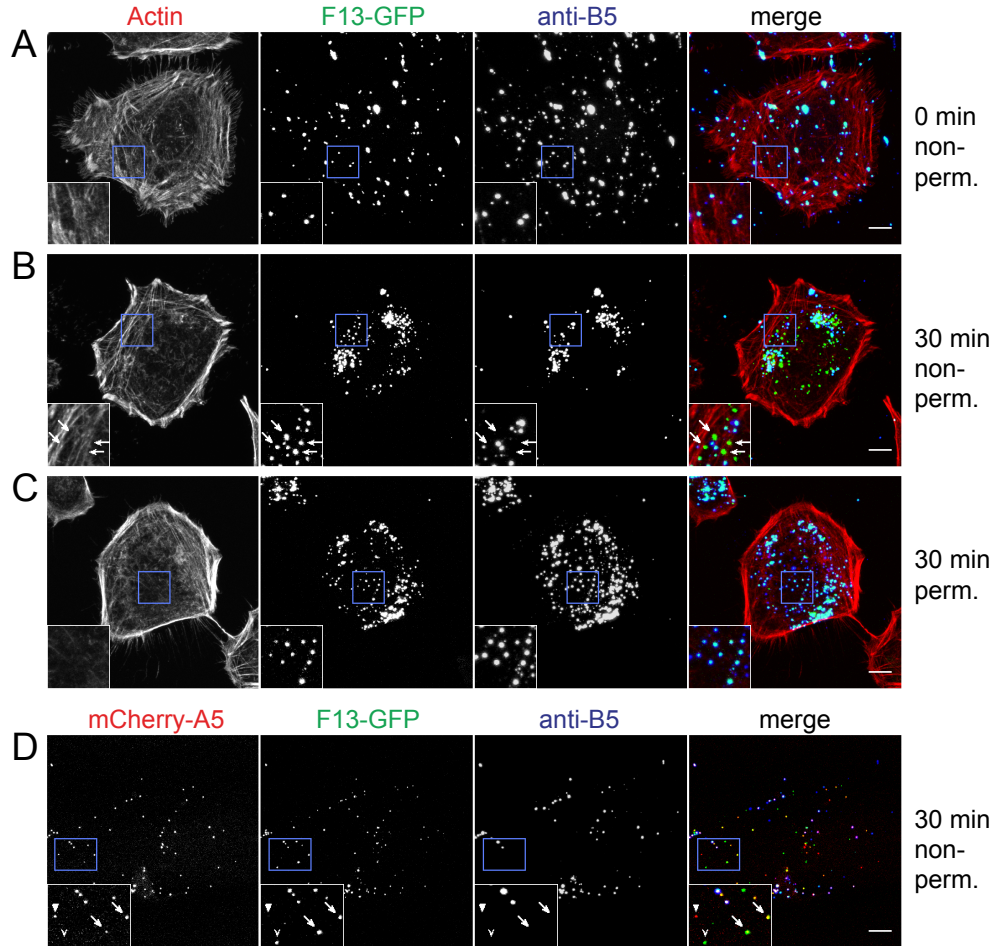 Actin F13-GFP anti-B5 merge
A
0 min
non-
perm.
B
30 min
non-
perm.
C
30 min
perm.
mCherry-A5 F13-GFP anti-B5 merge
D
30 min
non-
perm.